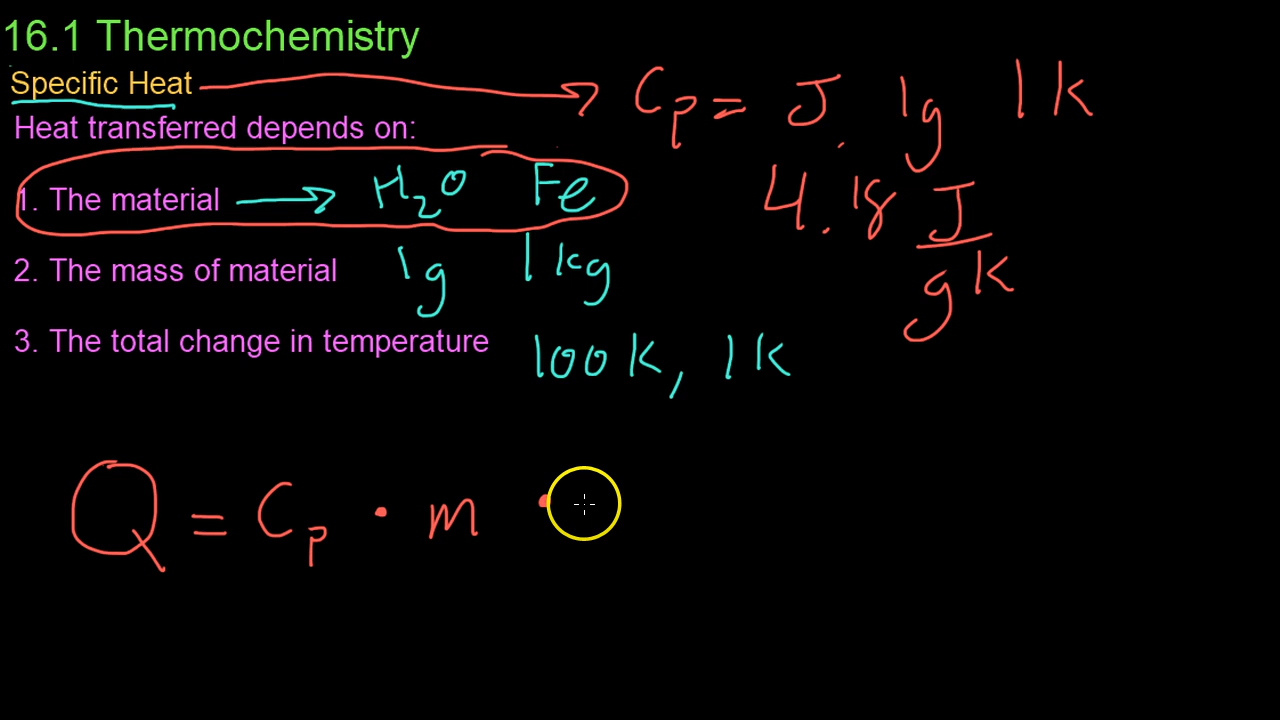 16.1 Thermochemistry
Specific Heat Cp = J 1g 1K
Heat transferred depends on:
1. The material H2O Fe 4.18 J/gK
2. The mass of material 1g 1kg
3. The total change in temperature 100K, 1K
Q = Cp · m ·